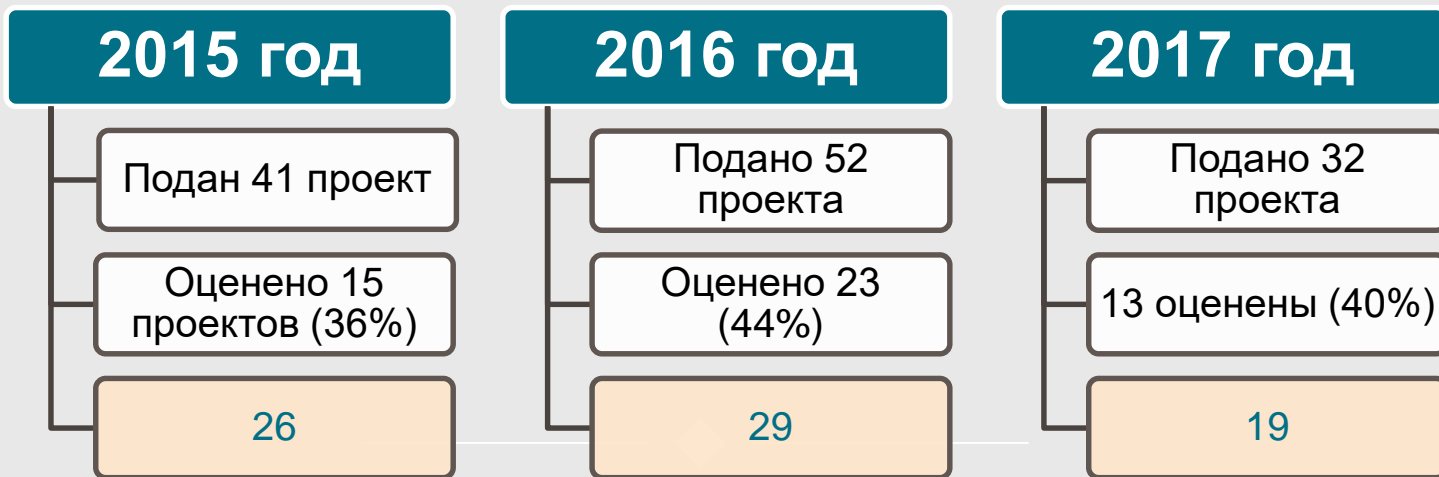 2015 год
Подан 41 проект
Оценено 15
проектов (36%)
26
2016 год
Подано 52
проекта
Оценено 23
(44%)
29
2017 год
Подано 32
проекта
13 оценены (40%)
19